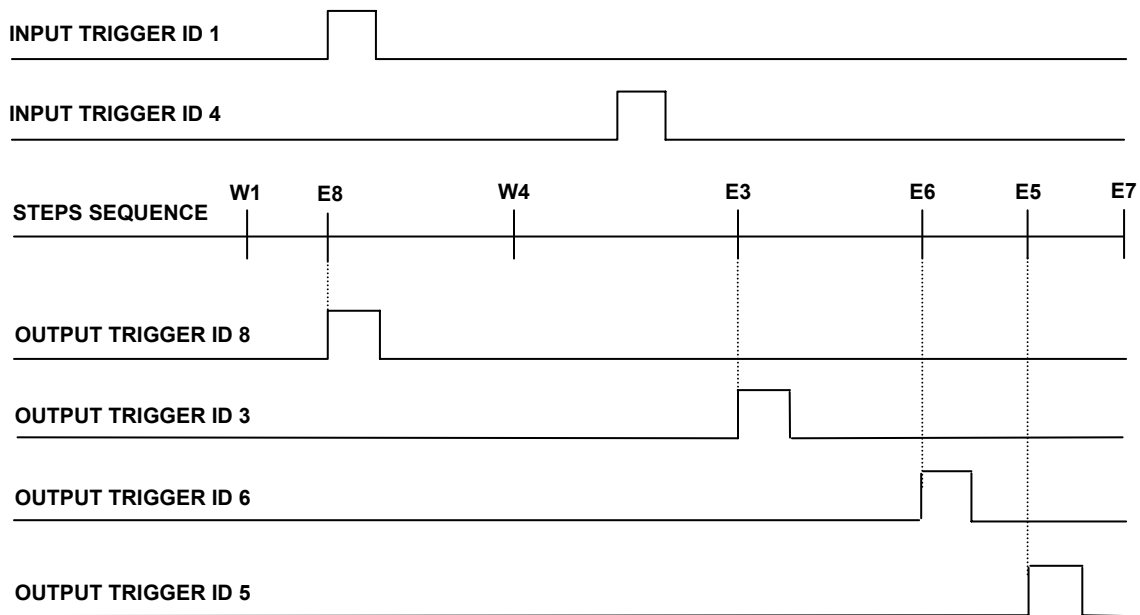 INPUT TRIGGER ID 1
INPUT TRIGGER ID 4
W1 E8 W4 E3 E6 E5 E7
STEPS SEQUENCE
OUTPUT TRIGGER ID 8
OUTPUT TRIGGER ID 3
OUTPUT TRIGGER ID 6
OUTPUT TRIGGER ID 5